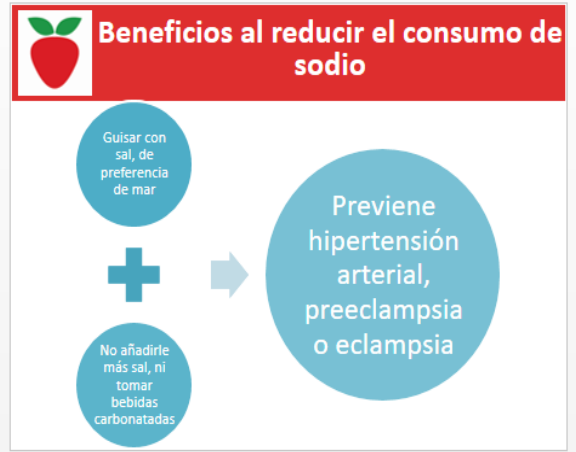 Beneficios al reducir el consumo de
sodio
Guisar con
sal, de
preferencia
de mar
No añadirle
más sal, ni
tomar
bebidas
carbonatadas
Previene
hipertensión
arterial,
preeclampsia
o eclampsia